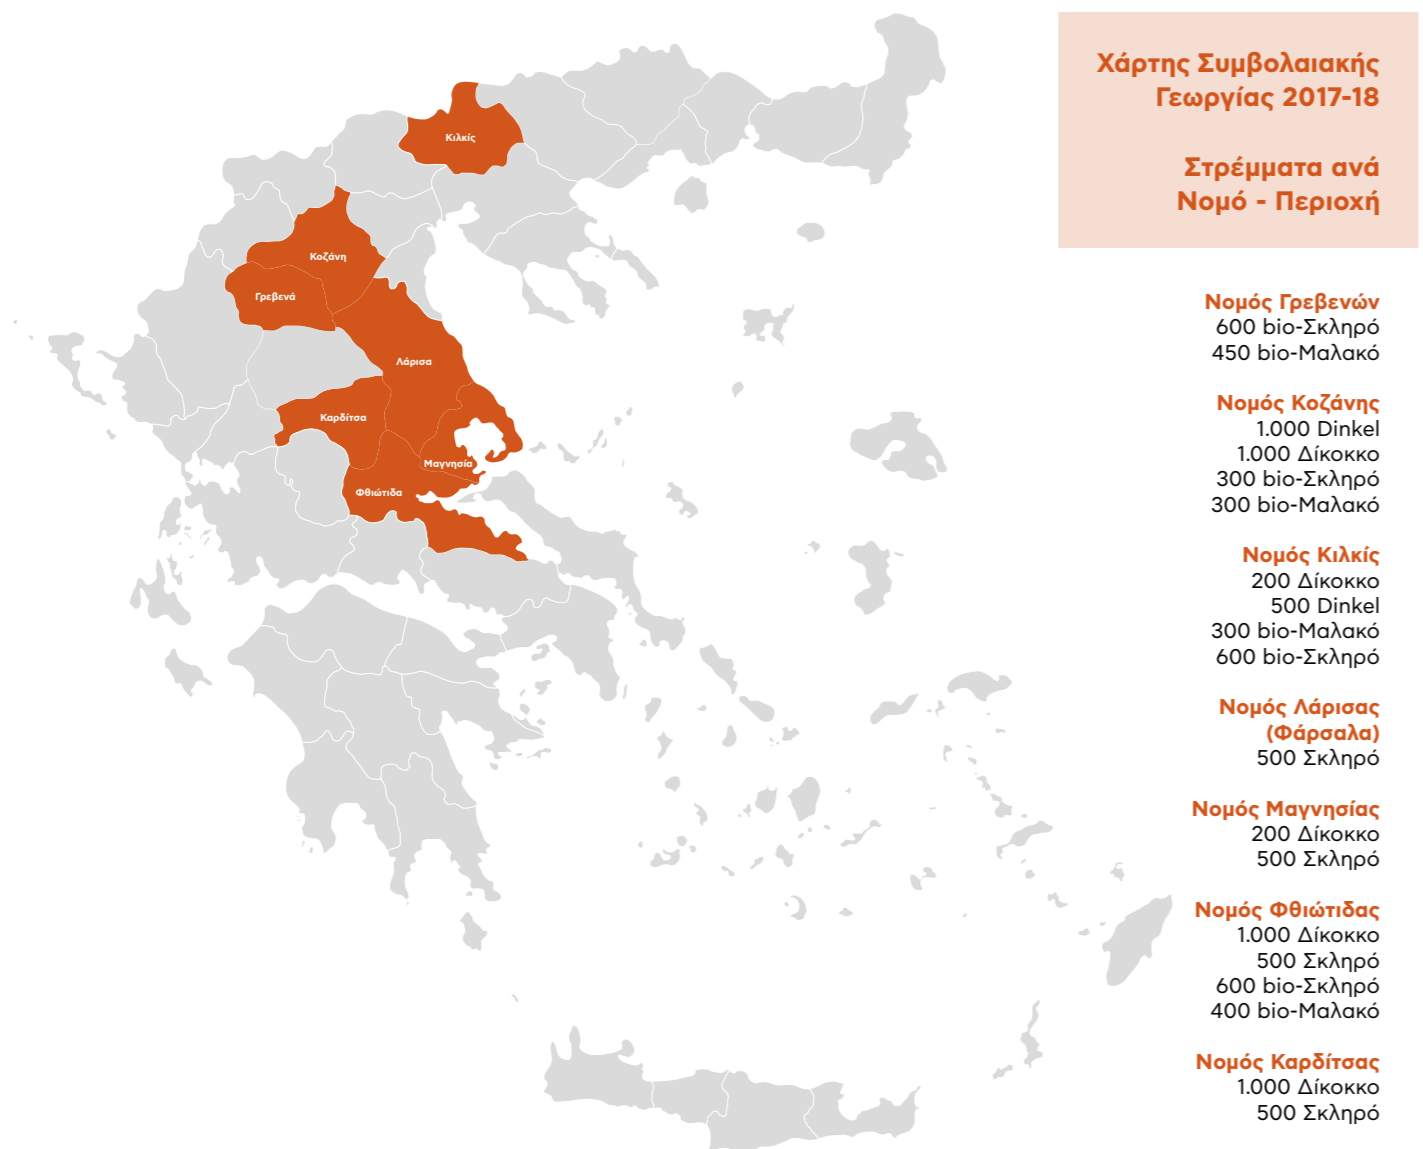 Χάρτης Συμβολαιακής
Γεωργίας 2017-18
Στρέμματα ανά
Νομό - Περιοχή
Κιλκίς
Κοζάνη
Γρεβενά
Λάρισα
Καρδίτσα
Μαγνησία
Φθιώτιδα
Νομός Γρεβενών
600 bio-Σκληρό
450 bio-Μαλακό
Νομός Κοζάνης
1.000 Dinkel
1.000 Δίκοκκο
300 bio-Σκληρό
300 bio-Μαλακό
Νομός Κιλκίς
200 Δίκοκκο
500 Dinkel
300 bio-Μαλακό
600 bio-Σκληρό
Νομός Λάρισας
(Φάρσαλα)
500 Σκληρό
Νομός Μαγνησίας
200 Δίκοκκο
500 Σκληρό
Νομός Φθιώτιδας
1.000 Δίκοκκο
500 Σκληρό
600 bio-Σκληρό
400 bio-Μαλακό
Νομός Καρδίτσας
1.000 Δίκοκκο
500 Σκληρό